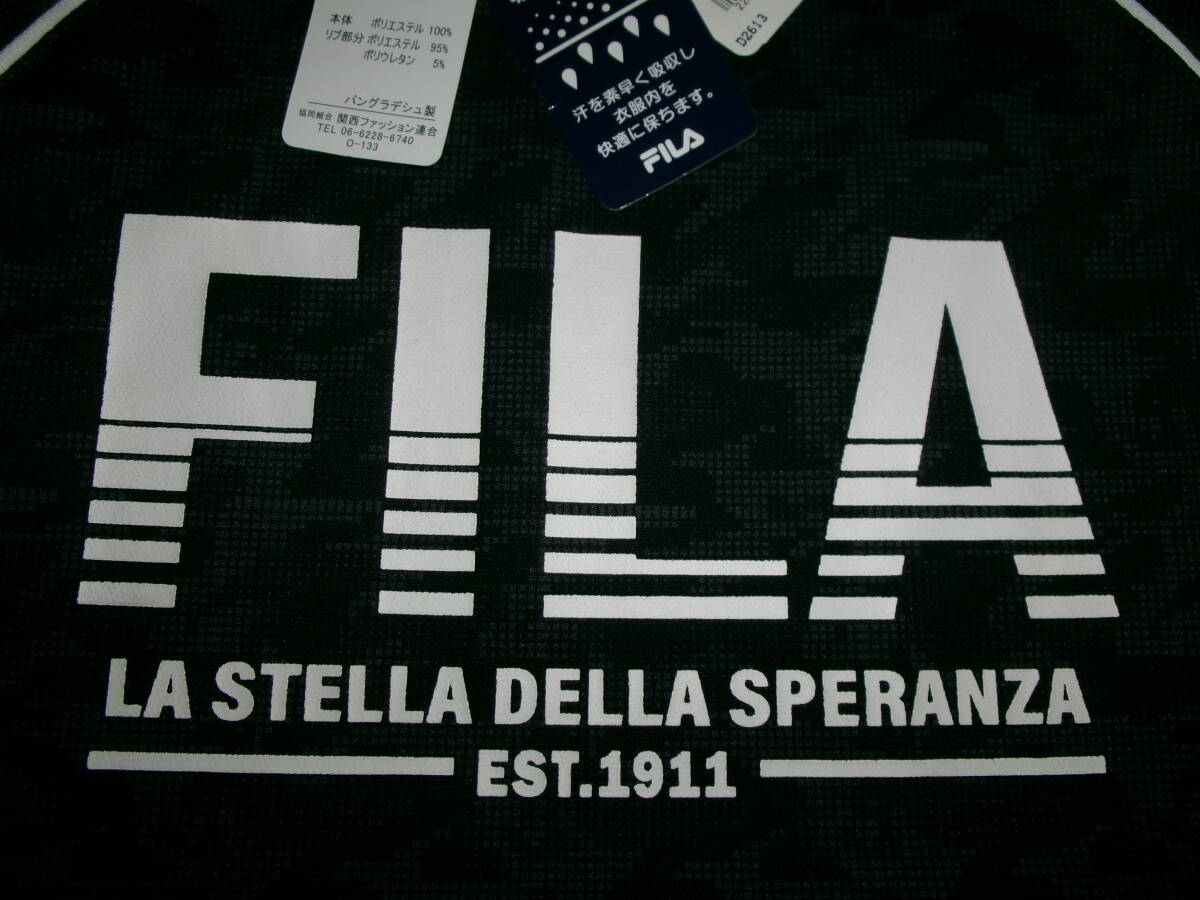 本体 ポリエステル 100%
リブ部分 ポリエステル 95%
ポリウレタン 5%
バングラデシュ製
協同組合 関西ファッション連合
TEL 06-6228-6740
O-133
汗を素早く吸収し
衣服内を
快適に保ちます。
FILA
D2613
FILA
LA STELLA DELLA SPERANZA
EST.1911